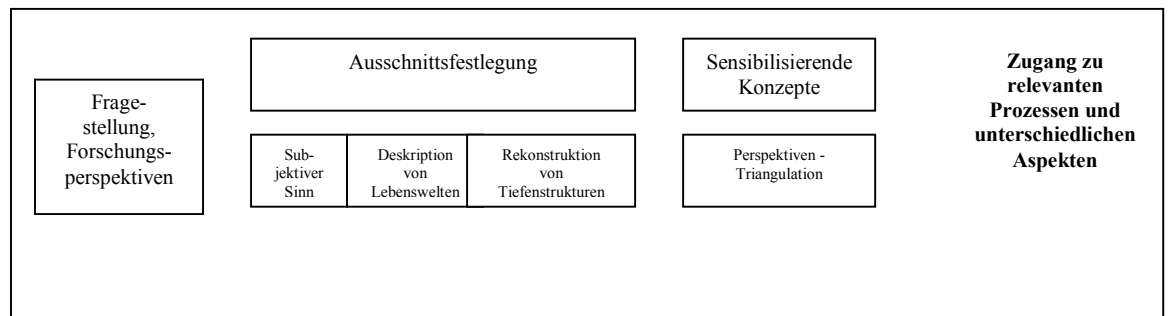 Frage-
stellung,
Forschungs-
perspektiven
Ausschnittsfestlegung
Sub-
jektiver
Sinn
Deskription
von
Lebenswelten
Rekonstruktion
von
Tiefenstrukturen
Sensibilisierende
Konzepte
Perspektiven -
Triangulation
Zugang zu
relevanten
Prozessen und
unterschiedlichen
Aspekten